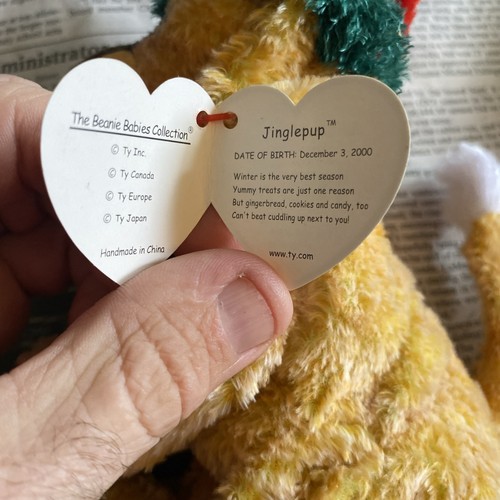 ministrator
The Beanie Babies Collection®
© Ty Inc.
© Ty Canada
© Ty Europe
© Ty Japan
Handmade in China
Jinglepup™
DATE OF BIRTH: December 3, 2000
Winter is the very best season
Yummy treats are just one reason
But gingerbread, cookies and candy, too
Can't beat cuddling up next to you!
www.ty.com